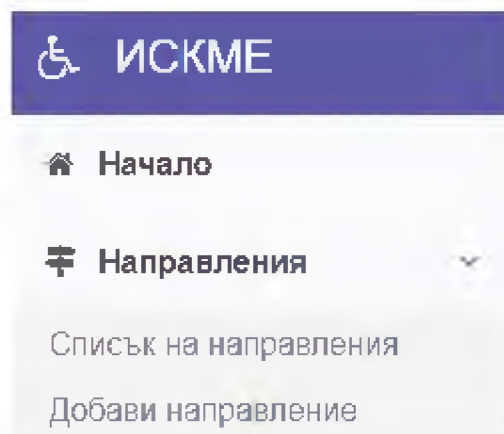 ИСКМЕ
Начало
Направления
Списък на направления
Добави направление